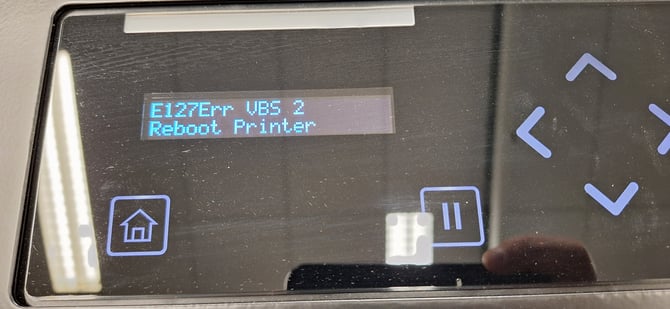 E127Err VBS 2
Reboot Printer